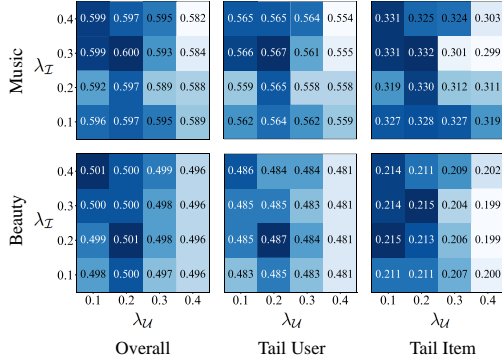 0.4 0.599 0.597 0.595 0.582 0.565 0.565 0.564 0.554 0.331 0.325 0.324 0.303
0.3 0.599 0.600 0.593 0.584 0.566 0.567 0.561 0.555 0.331 0.332 0.301 0.299
0.2 0.592 0.597 0.589 0.588 0.559 0.565 0.558 0.558 0.319 0.330 0.312 0.311
0.1 0.596 0.597 0.595 0.589 0.562 0.564 0.562 0.559 0.327 0.328 0.327 0.319
Music
λ_I
0.4 0.501 0.500 0.499 0.496 0.486 0.484 0.484 0.481 0.214 0.211 0.209 0.202
0.3 0.500 0.500 0.498 0.496 0.485 0.485 0.483 0.481 0.214 0.215 0.204 0.199
0.2 0.499 0.501 0.498 0.496 0.485 0.487 0.484 0.481 0.215 0.213 0.206 0.199
0.1 0.498 0.500 0.497 0.496 0.483 0.485 0.483 0.481 0.211 0.211 0.207 0.200
Beauty
λ_I
0.1 0.2 0.3 0.4 0.1 0.2 0.3 0.4 0.1 0.2 0.3 0.4
λ_U λ_U λ_U
Overall Tail User Tail Item